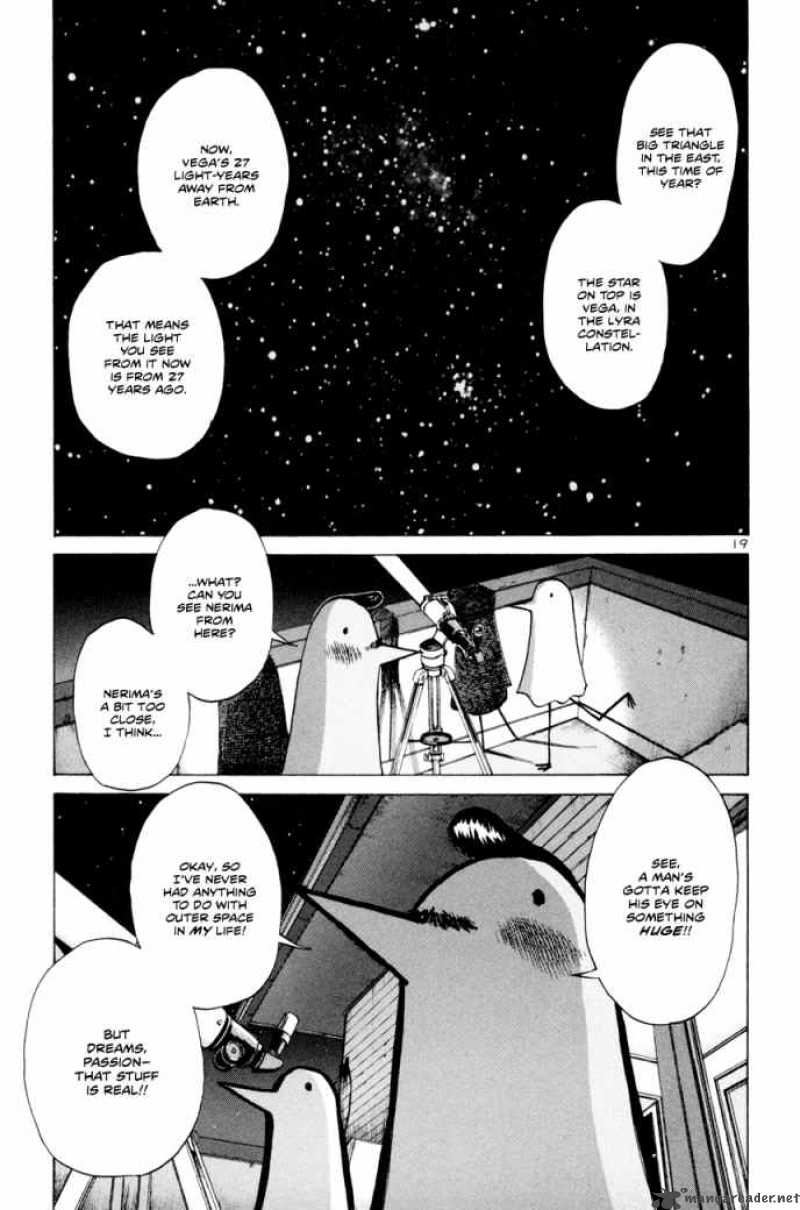 SEE THAT
BIG TRIANGLE
IN THE EAST,
THIS TIME OF
YEAR?
THE STAR
ON TOP IS
VEGA, IN
THE LYRA
CONSTEL-
LATION.
NOW,
VEGA'S 27
LIGHT-YEARS
AWAY FROM
EARTH.
THAT MEANS
THE LIGHT
YOU SEE
FROM IT NOW
IS FROM 27
YEARS AGO.
19
...WHAT?
CAN YOU
SEE NERIMA
FROM
HERE?
NERIMA'S
A BIT TOO
CLOSE,
I THINK...
SEE,
A MAN'S
GOTTA KEEP
HIS EYE ON
SOMETHING
HUGE!!
OKAY, SO
I'VE NEVER
HAD ANYTHING
TO DO WITH
OUTER SPACE
IN MY LIFE!
BUT
DREAMS,
PASSION—
THAT STUFF
IS REAL!!
mangareader.net